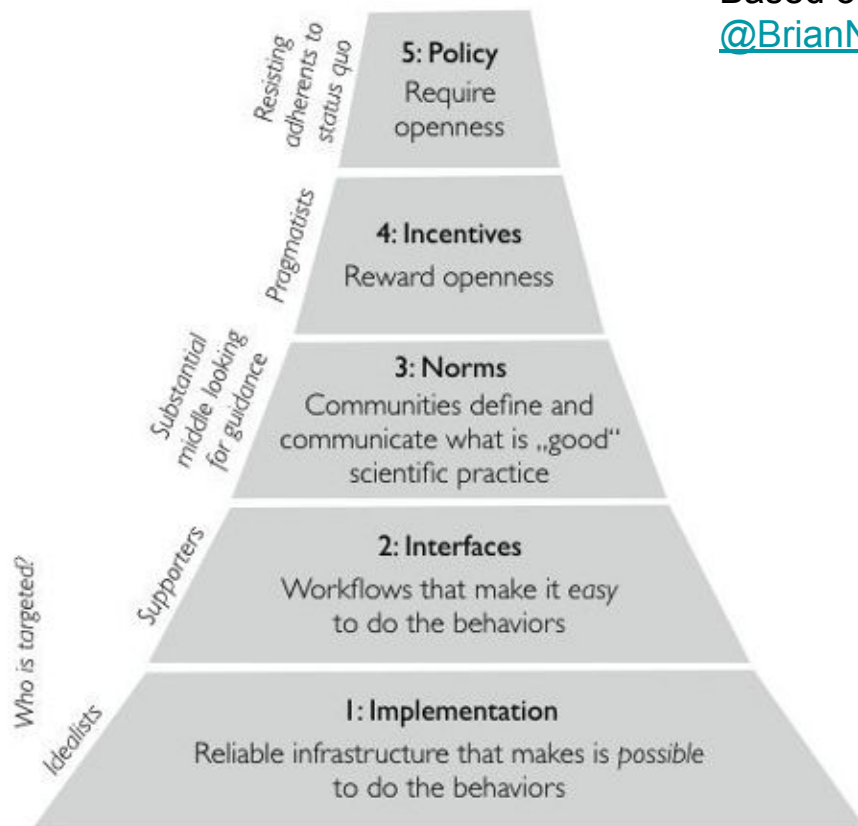 Based o
@BrianN
Resisting
adherents to
status quo
5: Policy
Require
openness
Pragmatists
4: Incentives
Reward openness
Substantial
middle looking
for guidance
3: Norms
Communities define and
communicate what is „good“
scientific practice
Who is targeted?
Supporters
2: Interfaces
Workflows that make it easy
to do the behaviors
Idealists
1: Implementation
Reliable infrastructure that makes is possible
to do the behaviors